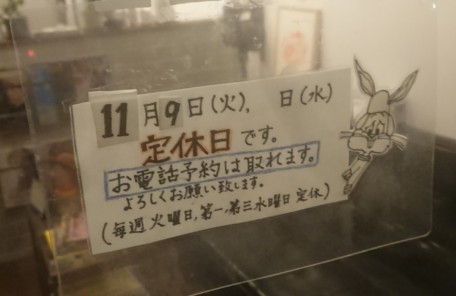 11月9日(火), 日(水)
定休日です。
お電話予約は取れます。
よろしくお願い致します。
(毎週火曜日,第一,第三水曜日定休)